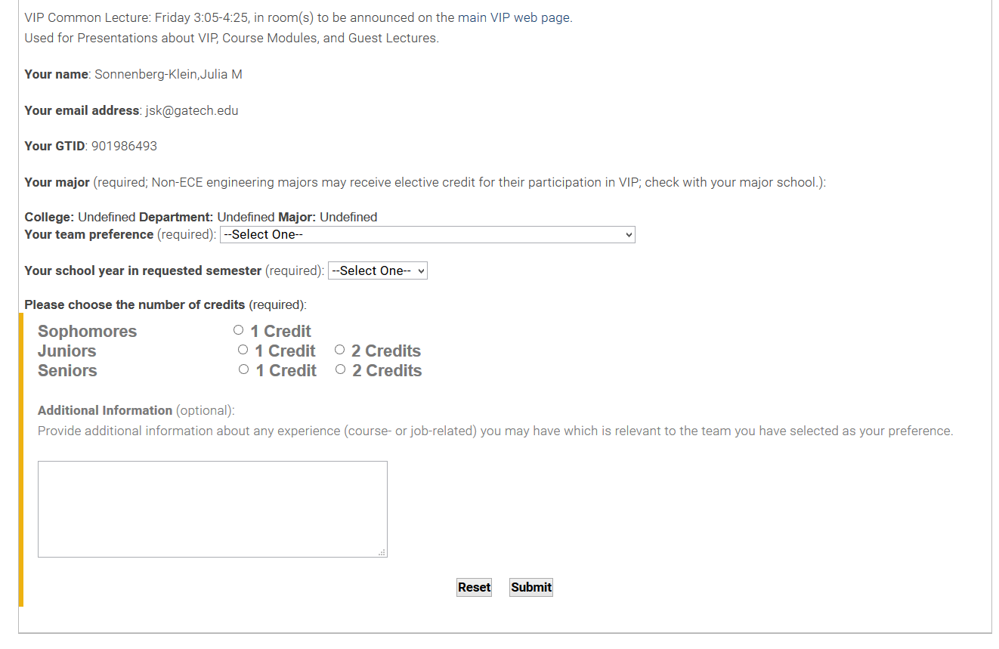 VIP Common Lecture: Friday 3:05-4:25, in room(s) to be announced on the main VIP web page.
Used for Presentations about VIP, Course Modules, and Guest Lectures.
Your name: Sonnenberg-Klein,Julia M
Your email address: jsk@gatech.edu
Your GTID: 901986493
Your major (required; Non-ECE engineering majors may receive elective credit for their participation in VIP; check with your major school.):
College: Undefined Department: Undefined Major: Undefined
Your team preference (required): --Select One--
Your school year in requested semester (required): --Select One--
Please choose the number of credits (required):
Sophomores 1 Credit
Juniors 1 Credit 2 Credits
Seniors 1 Credit 2 Credits
Additional Information (optional):
Provide additional information about any experience (course- or job-related) you may have which is relevant to the team you have selected as your preference.
Reset Submit